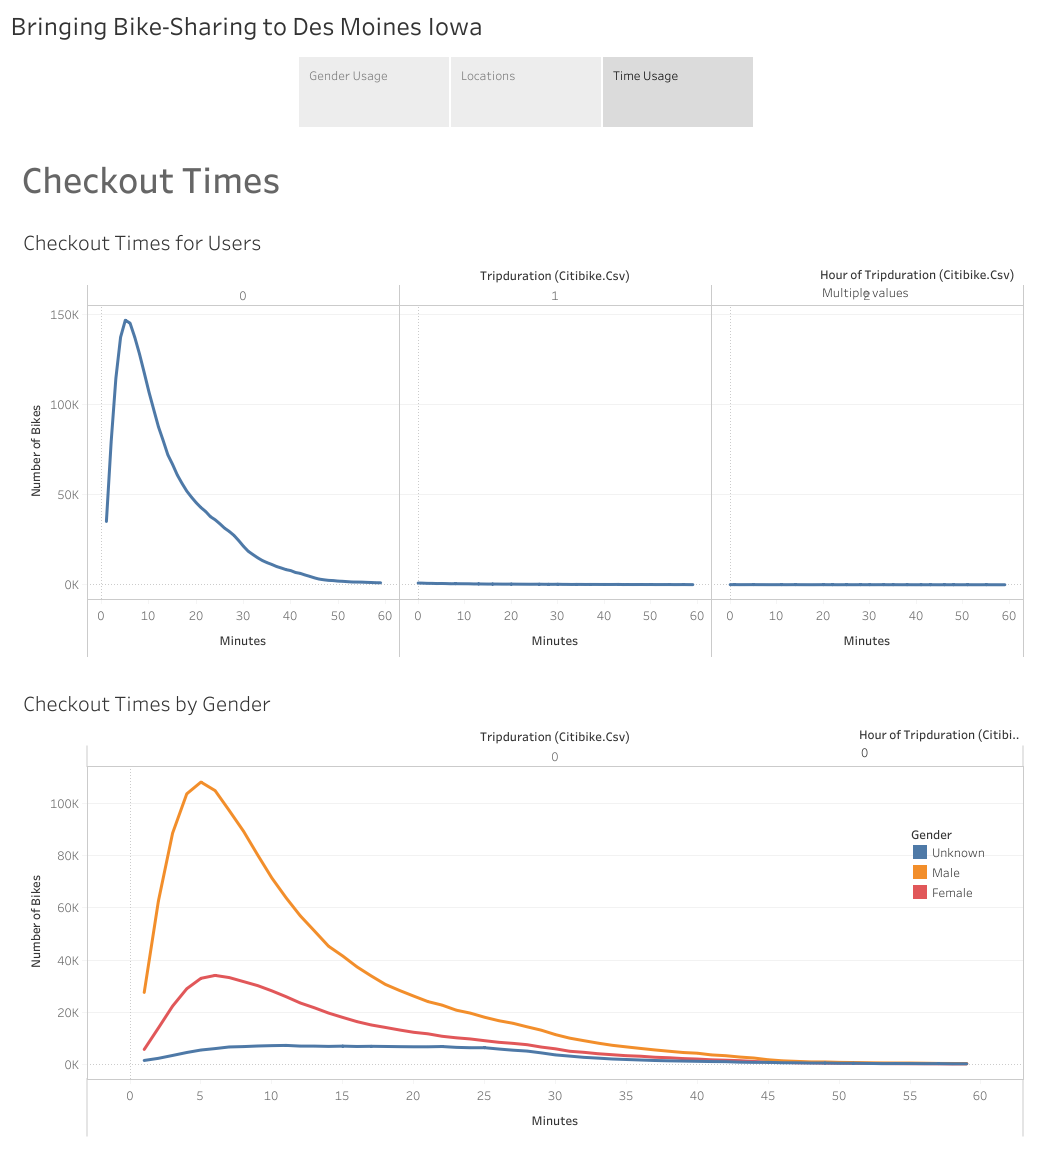 Bringing Bike-Sharing to Des Moines Iowa
Gender Usage Locations Time Usage
Checkout Times
Checkout Times for Users
Tripduration (Citibike.Csv) Hour of Tripduration (Citibike.Csv)
0 1 2 Multiple values
150K
100K
50K
0K
Number of Bikes
0 10 20 30 40 50 60 0 10 20 30 40 50 60 0 10 20 30 40 50 60
Minutes Minutes Minutes
Checkout Times by Gender
Tripduration (Citibike.Csv) Hour of Tripduration (Citibi..
0 0
100K
80K
60K
40K
20K
0K
Number of Bikes
Gender
Unknown
Male
Female
0 5 10 15 20 25 30 35 40 45 50 55 60
Minutes